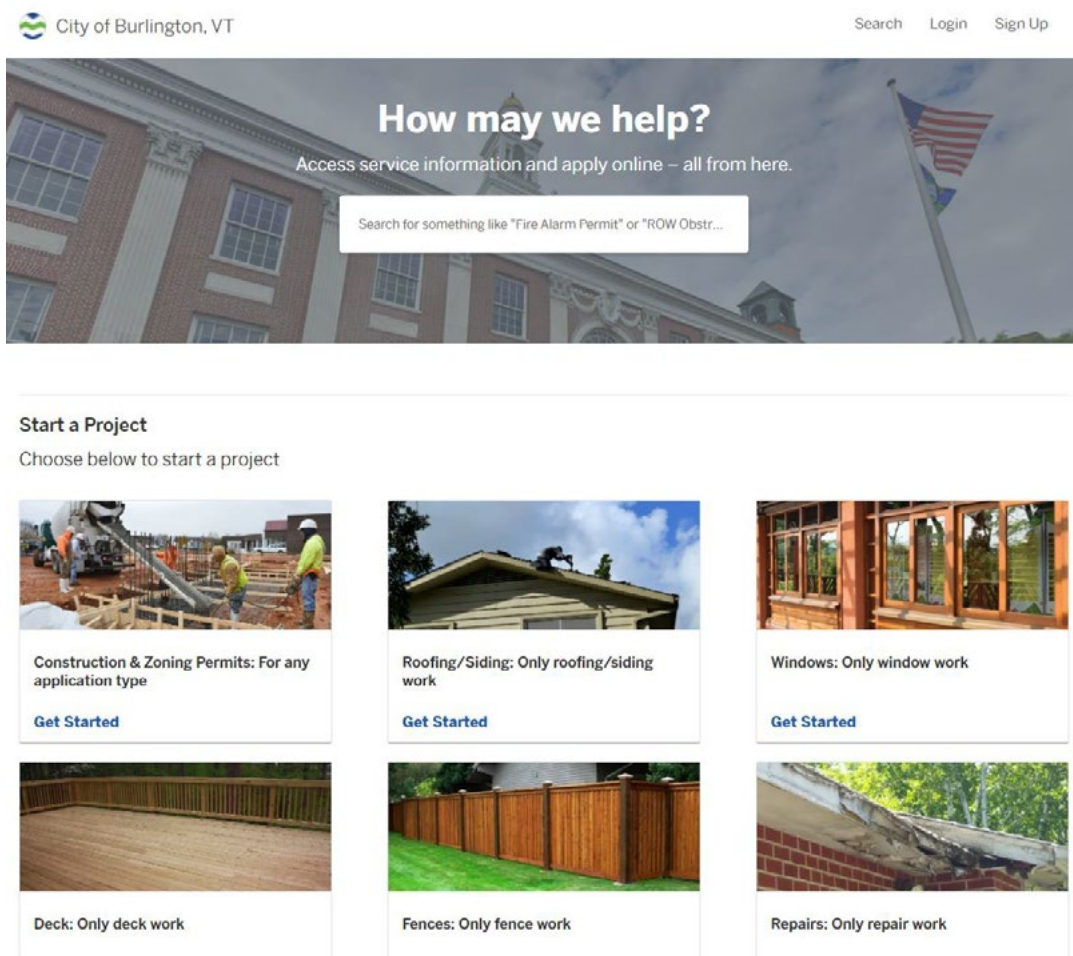 City of Burlington, VT
Search Login Sign Up
How may we help?
Access service information and apply online – all from here.
Search for something like "Fire Alarm Permit" or "ROW Obstr...
Start a Project
Choose below to start a project
Construction & Zoning Permits: For any
application type
Get Started
Roofing/Siding: Only roofing/siding
work
Get Started
Windows: Only window work
Get Started
Deck: Only deck work
Fences: Only fence work
Repairs: Only repair work